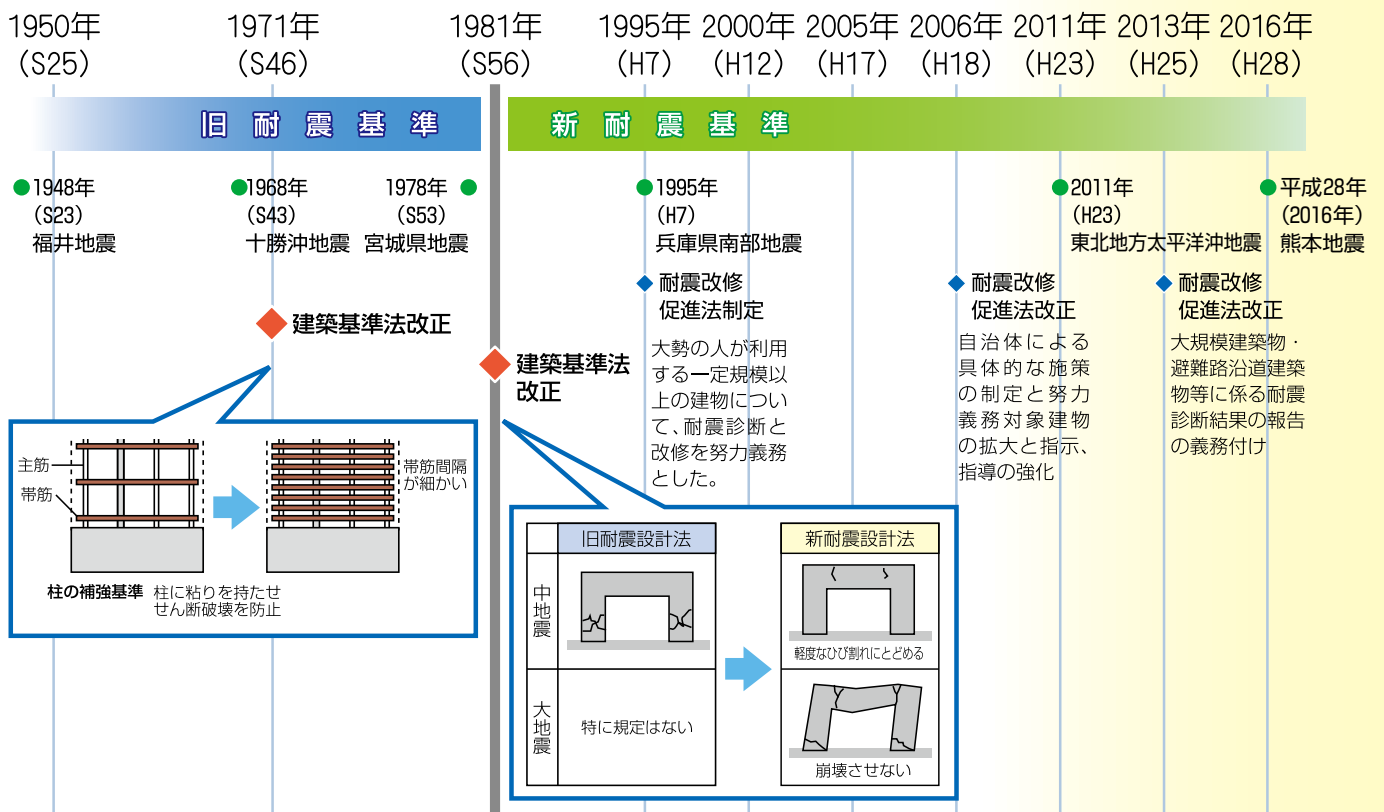 1950年
（S25）
1971年
（S46）
1981年
（S56）
1995年
（H7）
2000年
（H12）
2005年
（H17）
2006年
（H18）
2011年
（H23）
2013年
（H25）
2016年
（H28）
旧耐震基準
新耐震基準
1948年
（S23）
福井地震
1968年
（S43）
十勝沖地震
1978年
（S53）
宮城県地震
1995年
（H7）
兵庫県南部地震
2011年
（H23）
東北地方太平洋沖地震
平成28年
（2016年）
熊本地震
耐震改修
促進法制定
大勢の人が利用
する一定規模以
上の建物につい
て、耐震診断と
改修を努力義務
とした。
耐震改修
促進法改正
自治体による
具体的な施策
の制定と努力
義務対象建物
の拡大と指示、
指導の強化
耐震改修
促進法改正
大規模建築物・
避難路沿道建築
物等に係る耐震
診断結果の報告
の義務付け
建築基準法改正
建築基準法
改正
主筋
帯筋
帯筋間隔
が細かい
柱の補強基準
柱に粘りを持たせ
せん断破壊を防止
旧耐震設計法
新耐震設計法
中地震
軽度なひび割れにとどめる
大地震
特に規定はない
崩壊させない